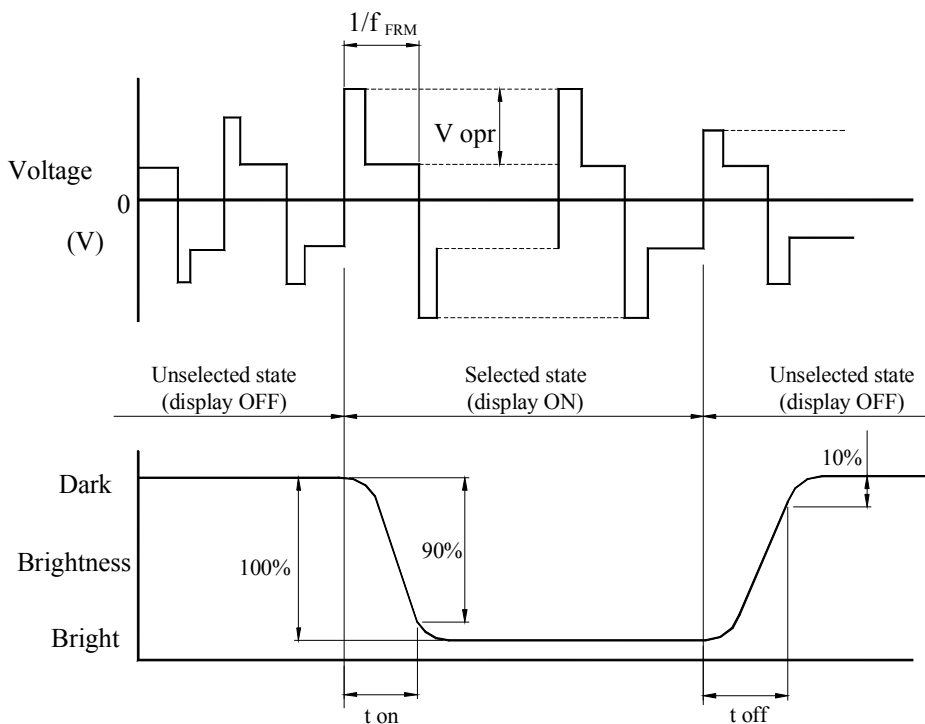 1/f FRM
V opr
Voltage
0
(V)
Unselected state
(display OFF)
Selected state
(display ON)
Unselected state
(display OFF)
10%
Dark
90%
100%
Brightness
Bright
t on
t off